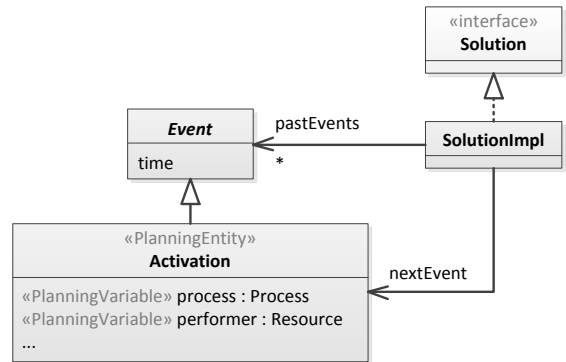 «interface»
Solution
Event
time
pastEvents
*
SolutionImpl
«PlanningEntity»
Activation
«PlanningVariable» process : Process
«PlanningVariable» performer : Resource
...
nextEvent